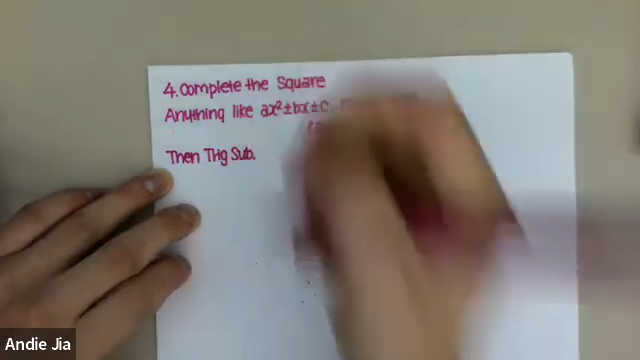 4. Complete the Square
Anything like ax² ± bx ± c.
Then Trig Sub.
Andie Jia